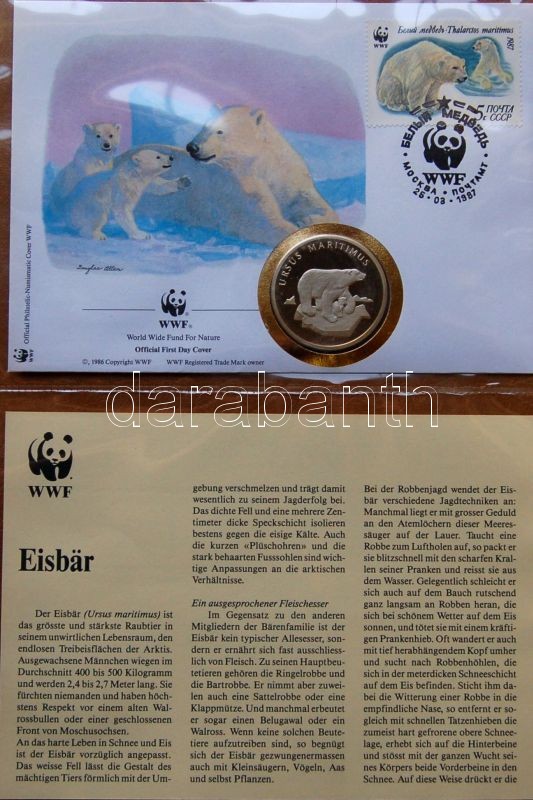 WWF
Белый медведь-Thalarctos maritimus
1987
5к ПОЧТА
СССР
БЕЛЫЙ МЕДВЕДЬ
WWF
МОСКВА • ПОЧТАМТ •
25 • 03 • 1987
Official Philatelic-Numismatic Cover WWF
WWF
URSUS MARITIMUS
WWF®
World Wide Fund For Nature
Official First Day Cover
©, 1986 Copyright WWF WWF Registered Trade Mark owner
darabanth
WWF
Eisbär
Der Eisbär (Ursus maritimus) ist
das grösste und stärkste Raubtier in
seinem unwirtlichen Lebensraum, den
endlosen Treibeisflächen der Arktis.
Ausgewachsene Männchen wiegen im
Durchschnitt 400 bis 500 Kilogramm
und werden 2,4 bis 2,7 Meter lang. Sie
fürchten niemanden und haben höch-
stens Respekt vor einem alten Wal-
rossbullen oder einer geschlossenen
Front von Moschusochsen.
An das harte Leben in Schnee und Eis
ist der Eisbär vorzüglich angepasst.
Das weisse Fell lässt die Gestalt des
mächtigen Tiers förmlich mit der Um-
gebung verschmelzen und trägt damit
wesentlich zu seinem Jagderfolg bei.
Das dichte Fell und eine mehrere Zen-
timeter dicke Speckschicht isolieren
bestens gegen die eisige Kälte. Auch
die kurzen «Plüschohren» und die
stark behaarten Fusssohlen sind wich-
tige Anpassungen an die arktischen
Verhältnisse.
Ein ausgesprochener Fleischesser
Im Gegensatz zu den anderen
Mitgliedern der Bärenfamilie ist der
Eisbär kein typischer Allesesser, son-
dern er ernährt sich fast ausschliess-
lich von Fleisch. Zu seinen Hauptbeu-
tetieren gehören die Ringelrobbe und
die Bartrobbe. Er nimmt aber zuwei-
len auch eine Sattelrobbe oder eine
Klappmütze. Und manchmal erbeutet
er sogar einen Belugawal oder ein
Walross. Wenn keine solchen Beute-
tiere aufzutreiben sind, so begnügt
sich der Eisbär gezwungenermassen
auch mit Kleinsäugern, Vögeln, Aas
und selbst Pflanzen.
Bei der Robbenjagd wendet der Eis-
bär verschiedene Jagdtechniken an:
Manchmal liegt er mit grosser Geduld
an den Atemlöchern dieser Meeres-
säuger auf der Lauer. Taucht eine
Robbe zum Luftholen auf, so packt er
sie blitzschnell mit den scharfen Kral-
len seiner Pranken und reisst sie aus
dem Wasser. Gelegentlich schleicht er
sich auch auf dem Bauch rutschend
ganz langsam an Robben heran, die
sich bei schönem Wetter auf dem Eis
sonnen, und tötet sie mit einem kräfti-
gen Prankenhieb. Oft wandert er auch
mit tief herabhängendem Kopf umher
und sucht nach Robbenhöhlen, die
sich in der meterdicken Schneeschicht
auf dem Eis befinden. Sticht ihm da-
bei die Witterung einer Robbe in die
empfindliche Nase, so entfernt er so-
gleich mit schnellen Tatzenhieben die
zumeist hart gefrorene obere Schnee-
lage, erhebt sich auf die Hinterbeine
und stösst mit der ganzen Wucht sei-
nes Körpers beide Vorderbeine in den
Schnee. Auf diese Weise drückt er die